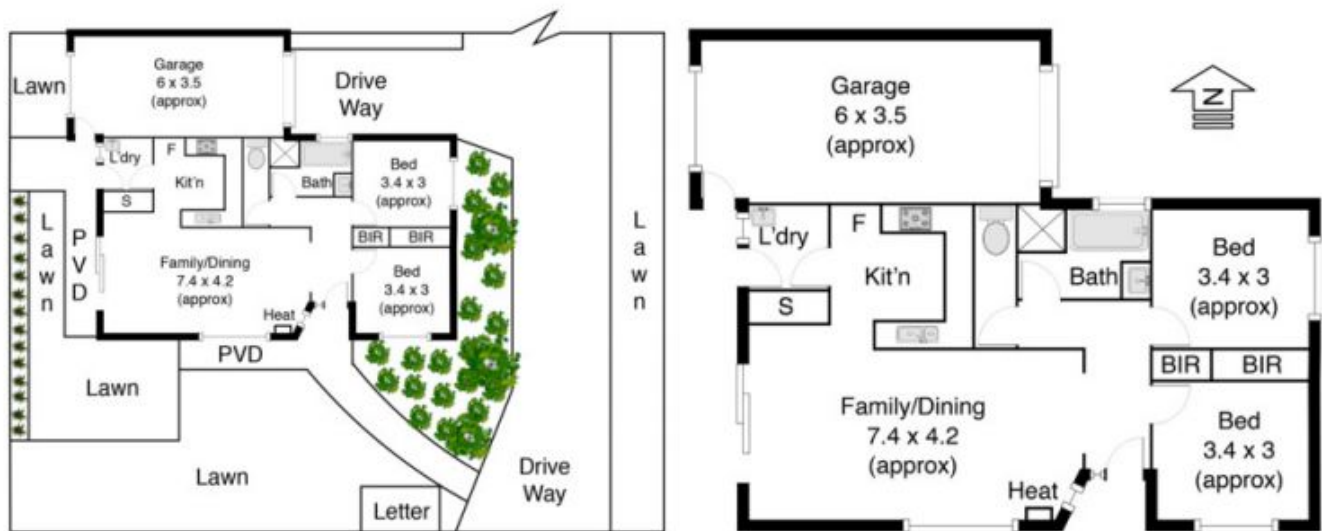 Garage
6 x 3.5
(approx)
Lawn
Drive
Way
L'dry
F
Kit'n
S
Bath
Bed
3.4 x 3
(approx)
BIR
BIR
Lawn
PVD
Family/Dining
7.4 x 4.2
(approx)
Bed
3.4 x 3
(approx)
Heat
PVD
Lawn
Lawn
Letter
Drive
Way
Lawn
Garage
6 x 3.5
(approx)
N
L'dry
F
Kit'n
S
Bath
Bed
3.4 x 3
(approx)
BIR
BIR
Family/Dining
7.4 x 4.2
(approx)
Bed
3.4 x 3
(approx)
Heat